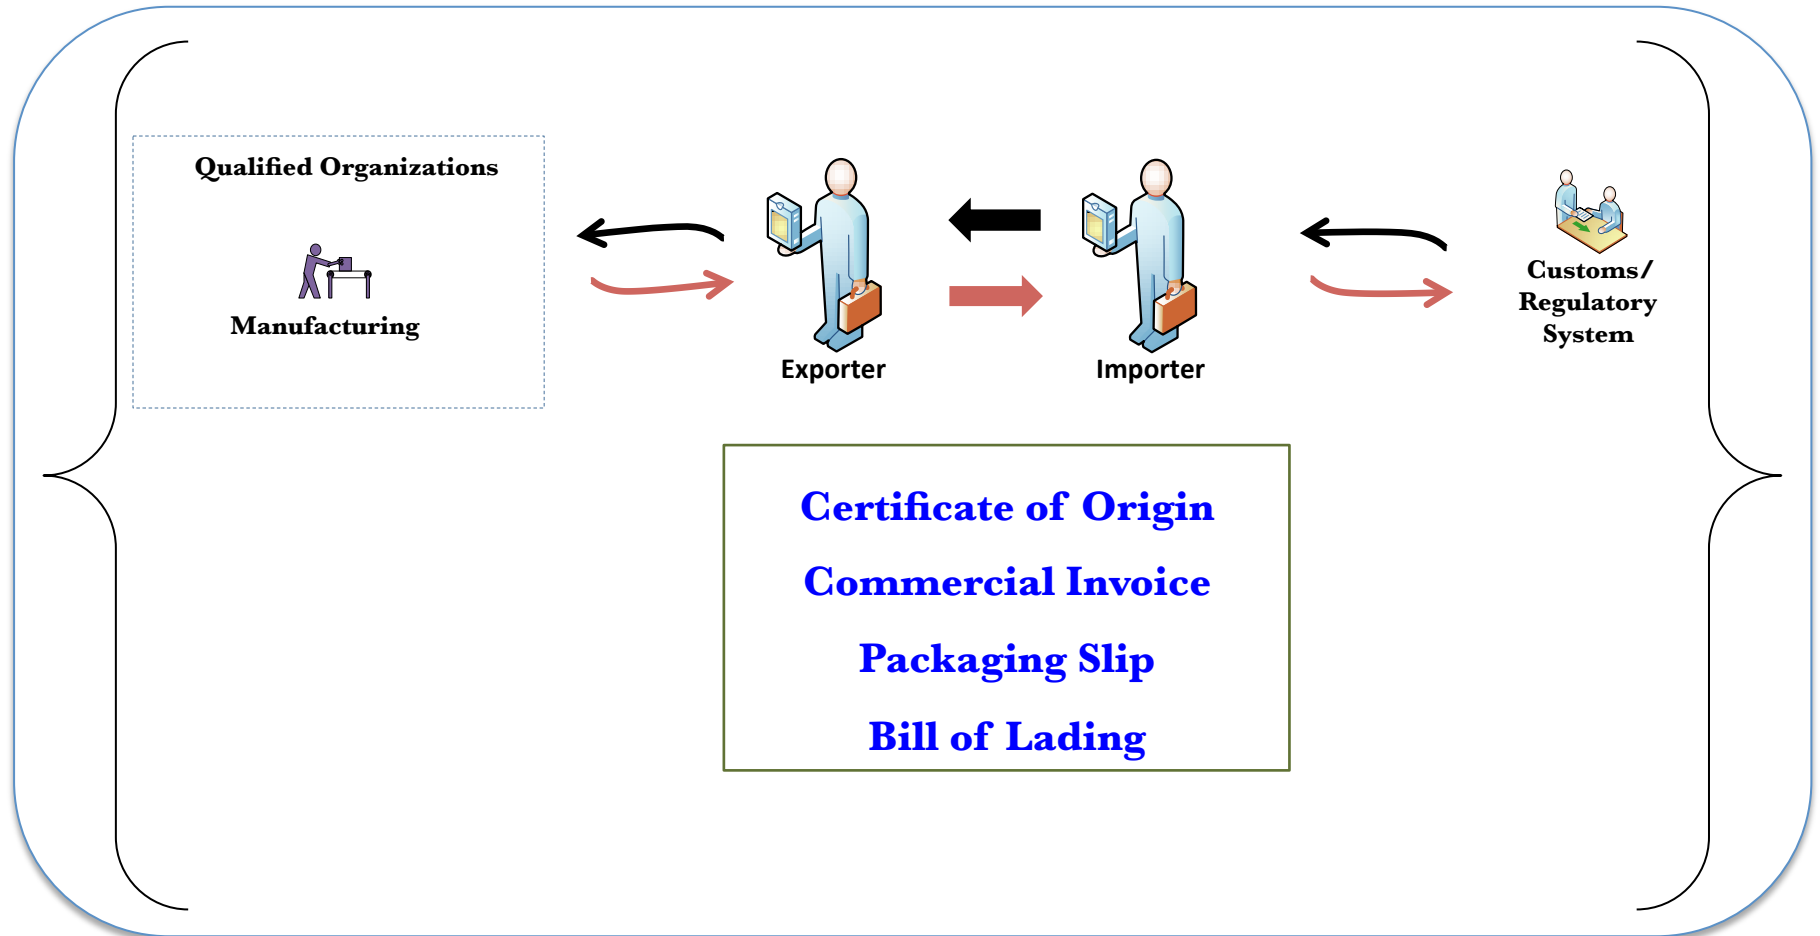 Qualified Organizations
Manufacturing
Exporter
Importer
Customs/
Regulatory
System
Certificate of Origin
Commercial Invoice
Packaging Slip
Bill of Lading